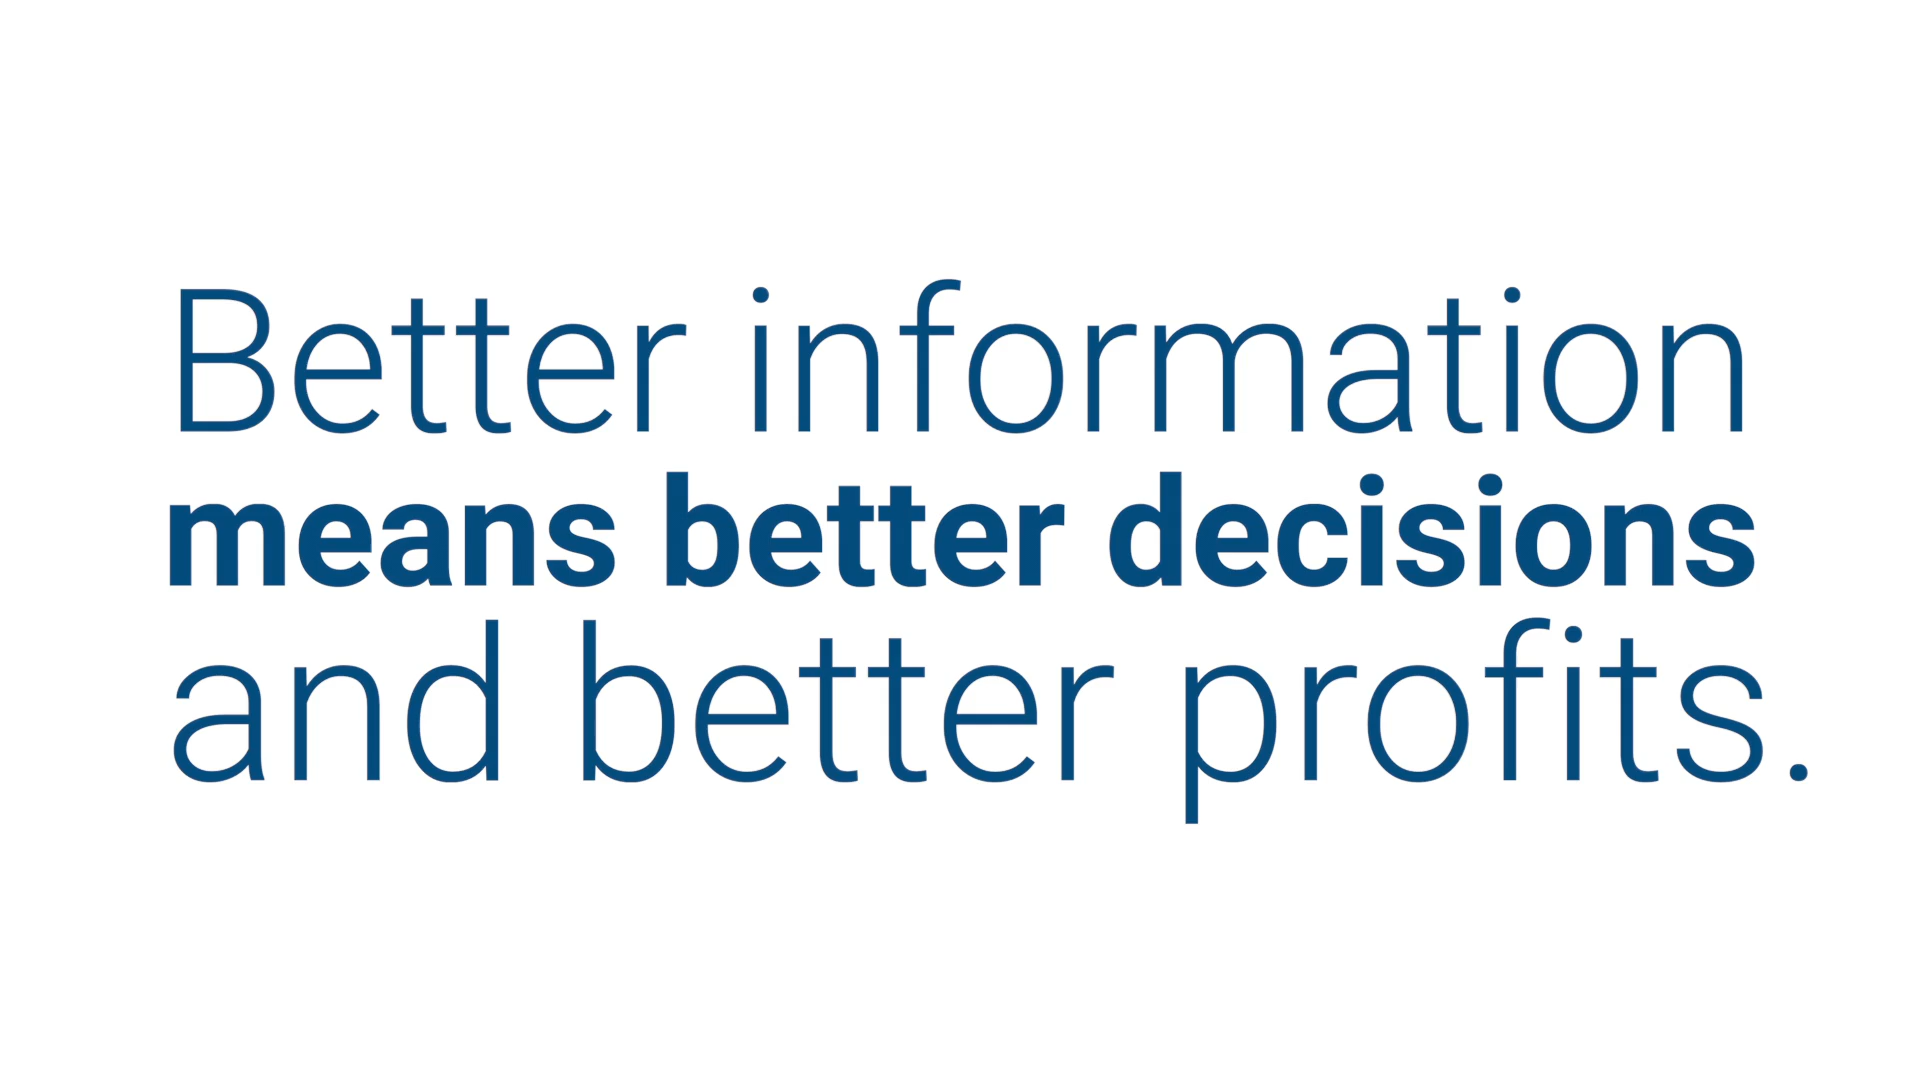 Better information
means better decisions
and better profits.